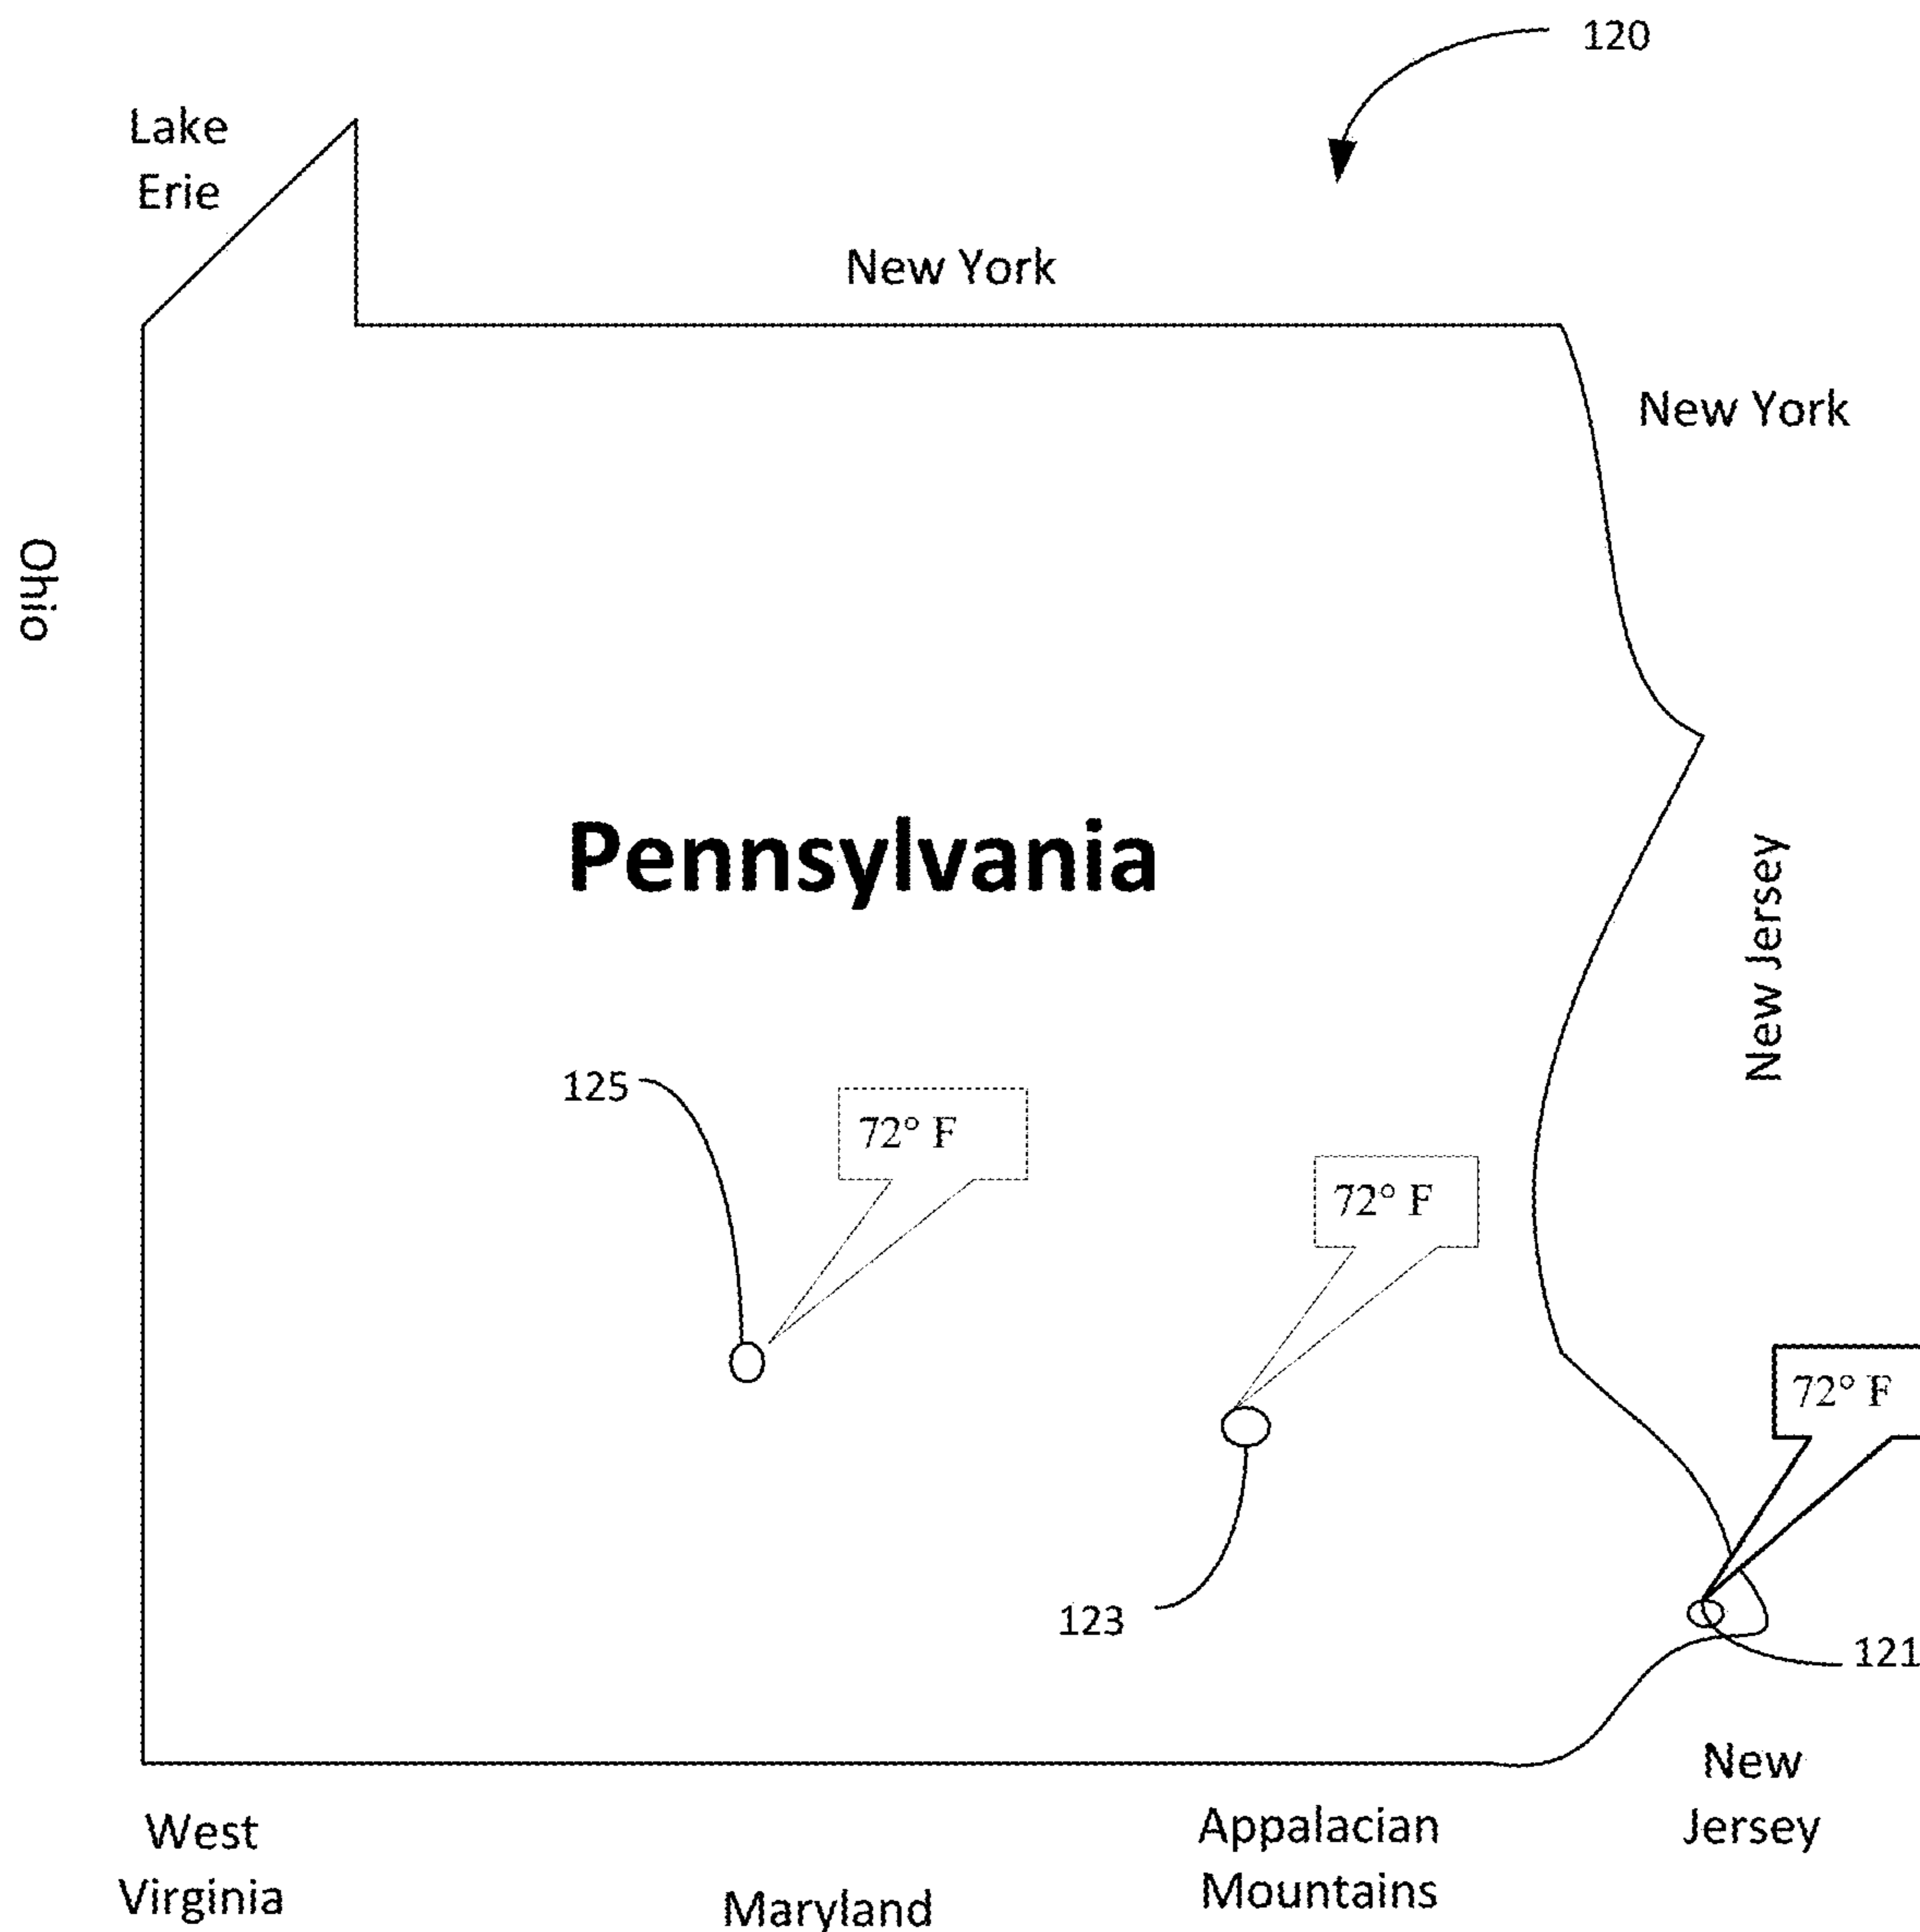 120
Lake
Erie
New York
New York
Ohio
Pennsylvania
New Jersey
125
72° F
72° F
72° F
123
121
New
Jersey
West
Virginia
Appalacian
Mountains
Maryland